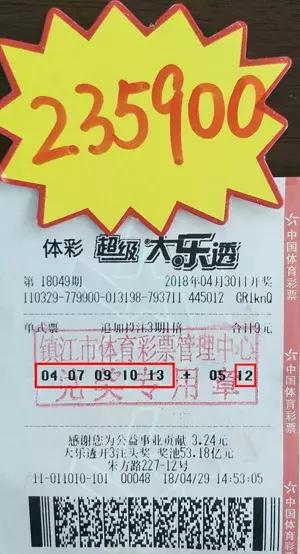 235900
体彩 超级大乐透
第 18049期 2018年04月30日开奖
110329-779900-013198-793711 445012 GR1knQ
单式票 追加投注3期1倍 合计9元
镇江市体育彩票管理中心
04 07 09 10 13 + 05 12
兑奖专用章
感谢您为公益事业贡献 3.24元
大乐透开3注头奖 奖池53.18亿元
朱方路227-12号
11-011010-101 00048 18/04/29 14:53:05
中国体育彩票
中国体育彩票